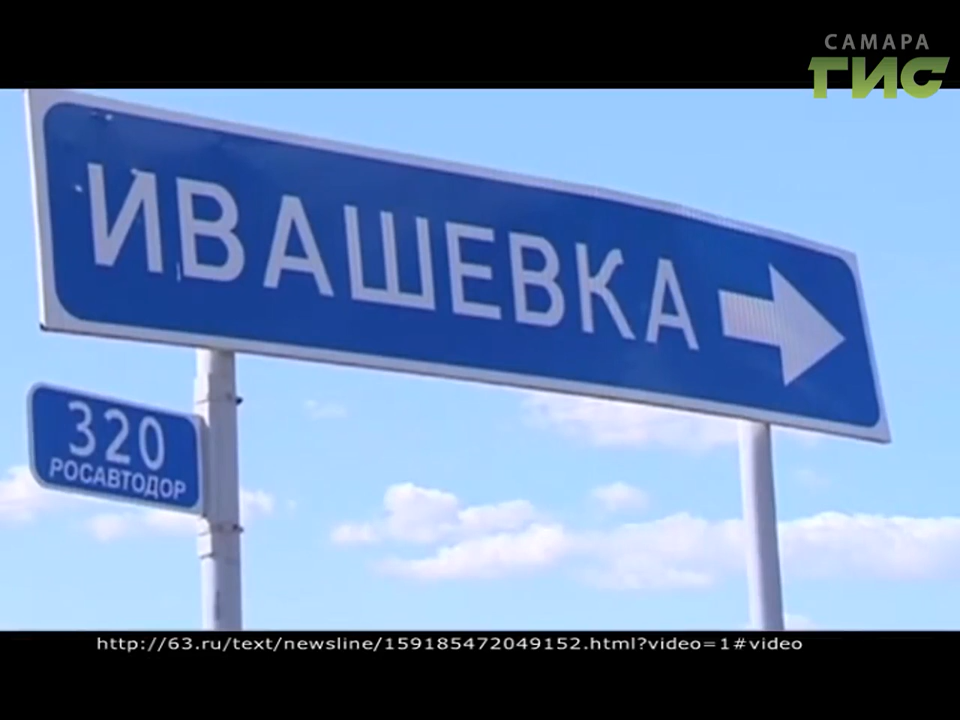 САМАРА
ГИС
ИВАШЕВКА
320
РОСАВТОДОР
http://63.ru/text/newsline/159185472049152.html?video=1#video